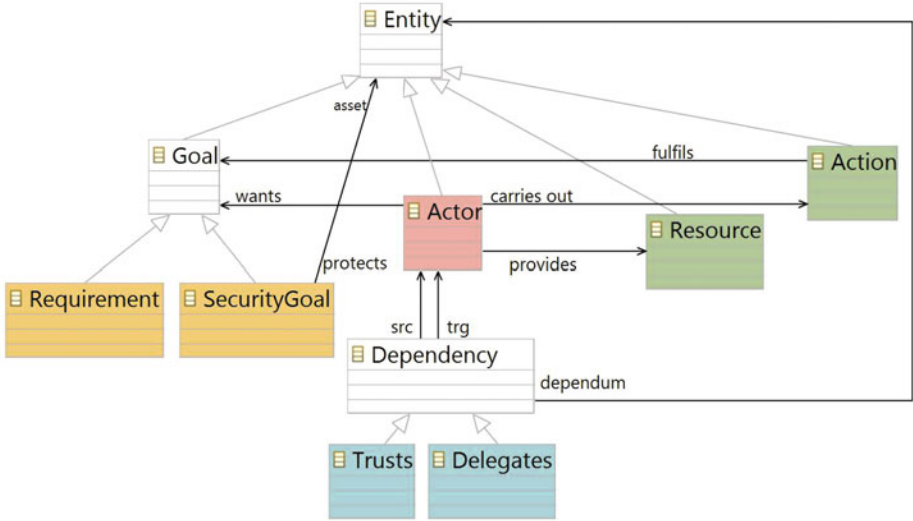 Entity
asset
Goal
fulfils
Action
wants
Actor
carries out
Resource
protects
provides
Requirement
SecurityGoal
src
trg
Dependency
dependum
Trusts
Delegates